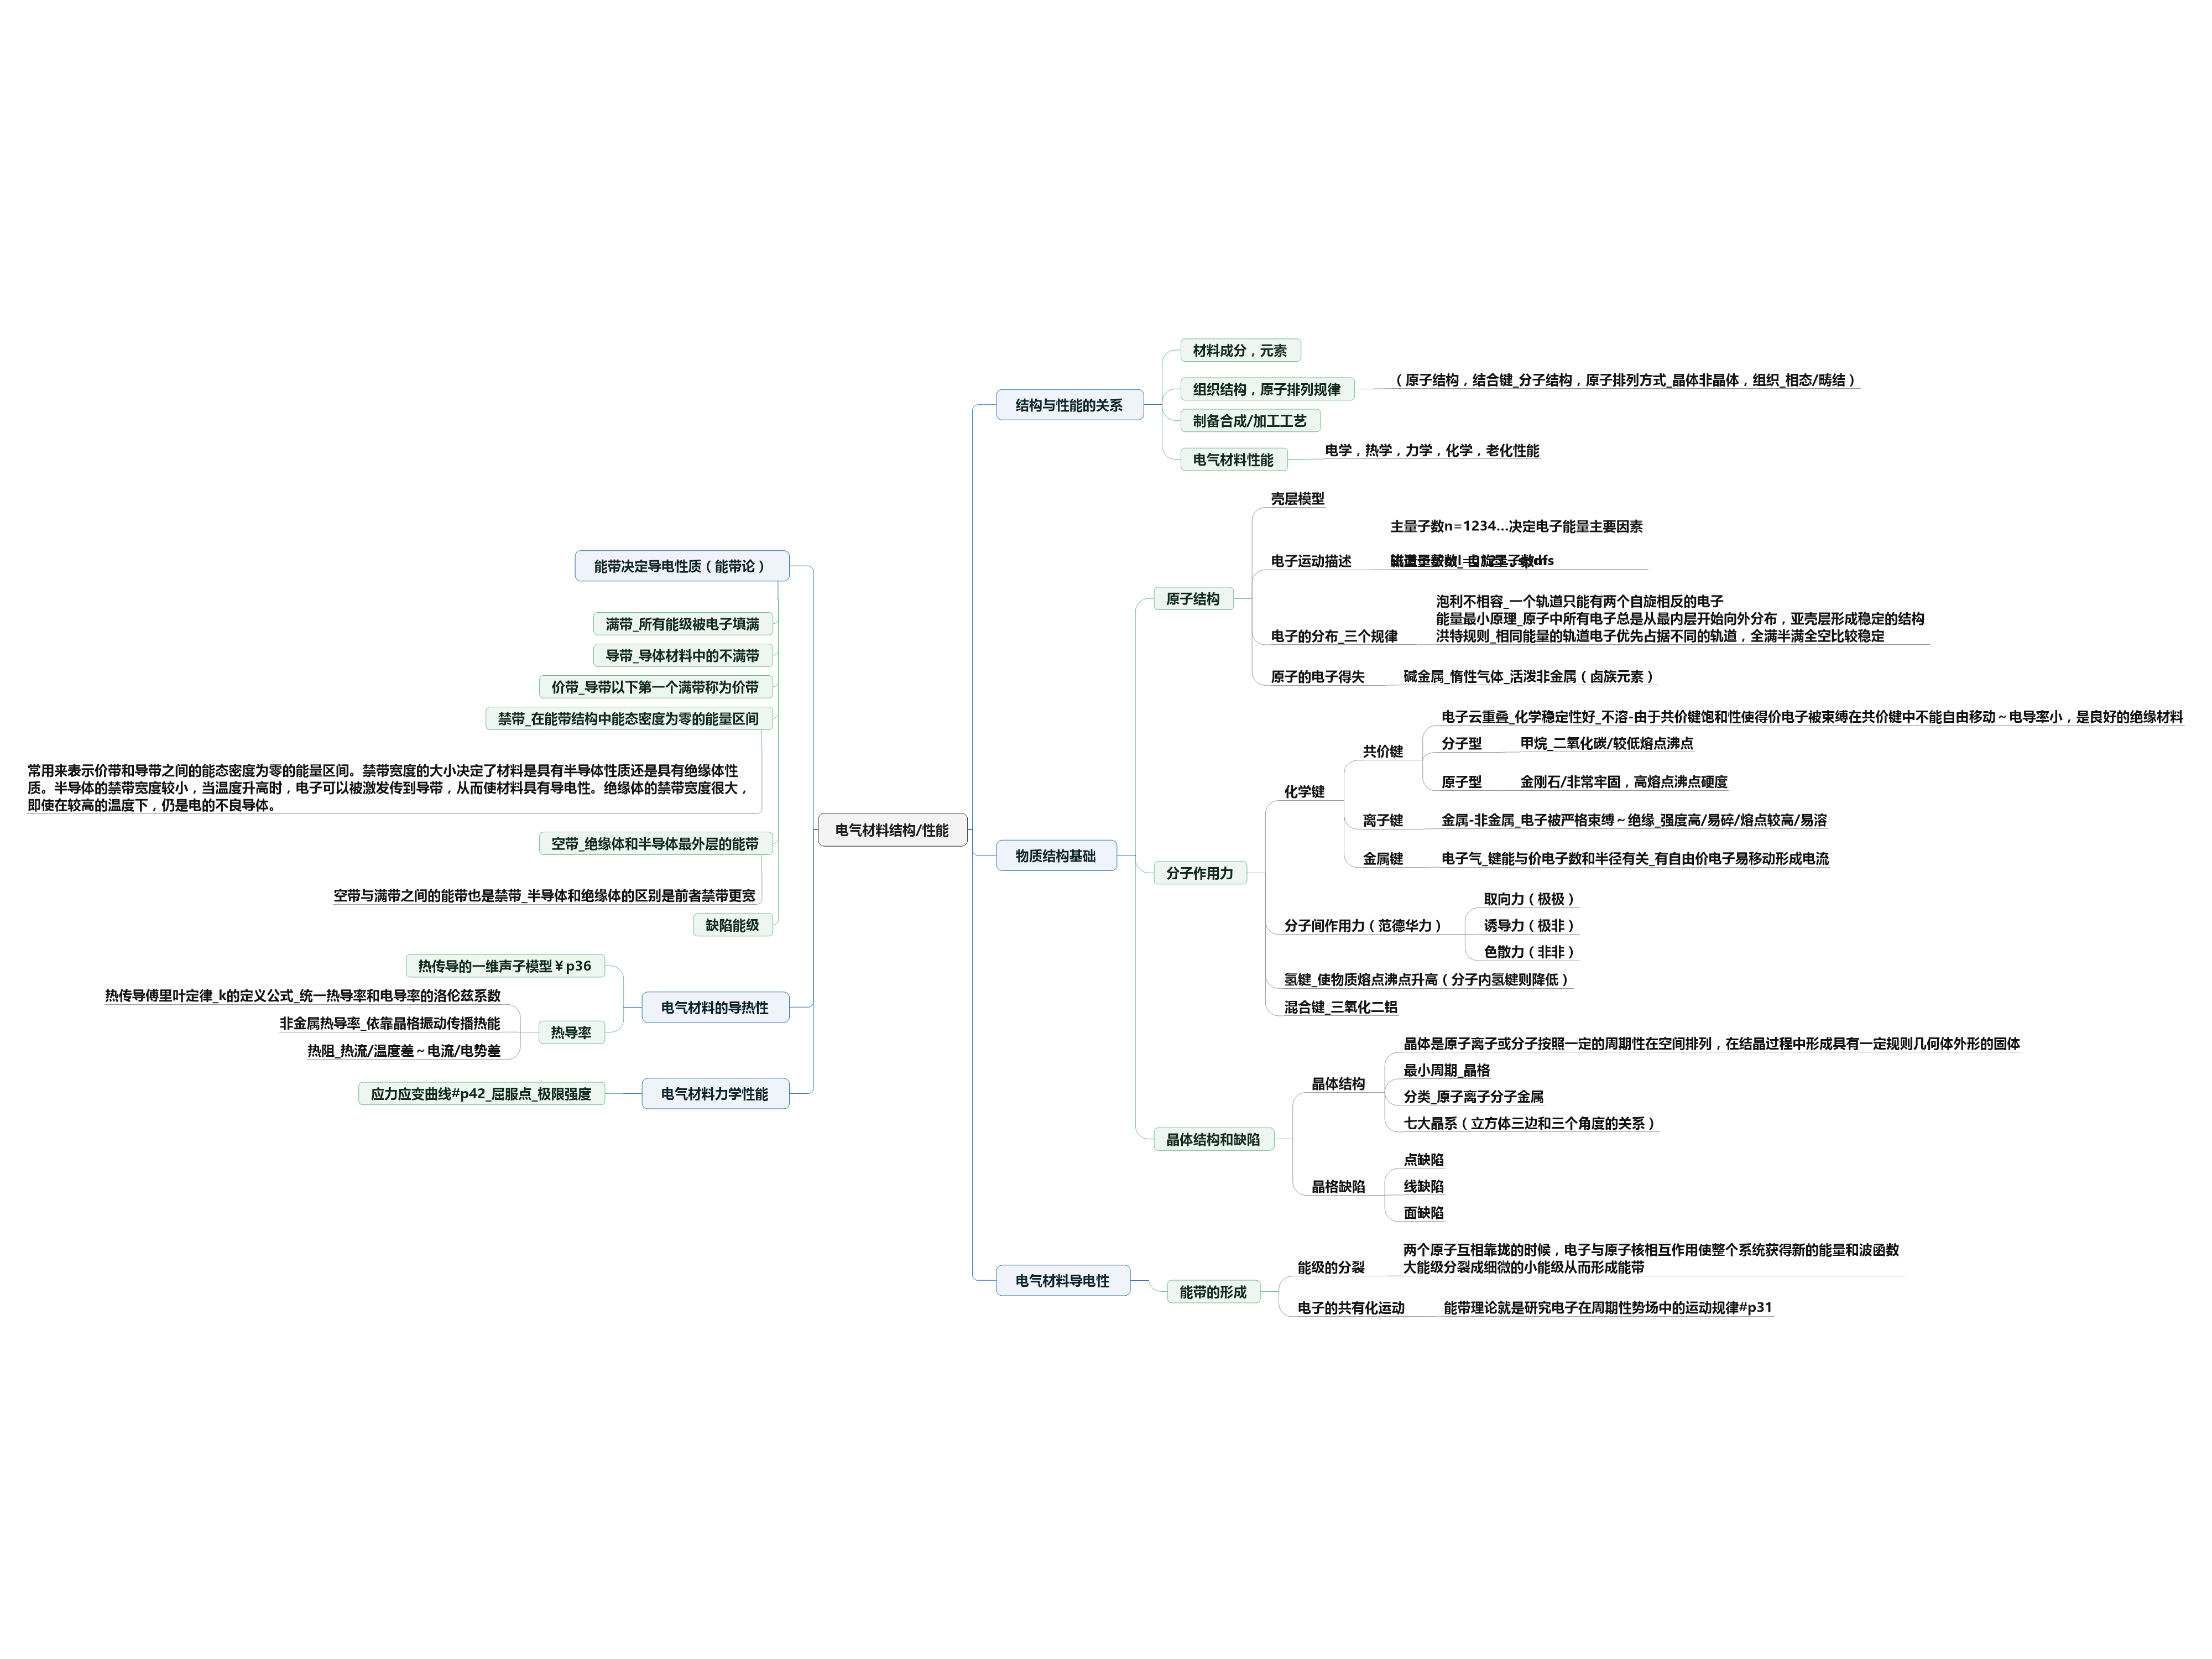 电气材料结构/性能
结构与性能的关系
材料成分，元素
组织结构，原子排列规律
（原子结构，结合键_分子结构，原子排列方式_晶体非晶体，组织_相态/畴结）
制备合成/加工工艺
电气材料性能
电学，热学，力学，化学，老化性能
物质结构基础
原子结构
壳层模型
电子运动描述
主量子数n=1234...决定电子能量主要因素
电子的分布_三个规律
泡利不相容_一个轨道只能有两个自旋相反的电子
能量最小原理_原子中所有电子总是从最内层开始向外分布，亚壳层形成稳定的结构
洪特规则_相同能量的轨道电子优先占据不同的轨道，全满半满全空比较稳定
原子的电子得失
碱金属_惰性气体_活泼非金属（卤族元素）
分子作用力
化学键
共价键
电子云重叠_化学稳定性好_不溶-由于共价键饱和性使得价电子被束缚在共价键中不能自由移动～电导率小，是良好的绝缘材料
分子型
甲烷_二氧化碳/较低熔点沸点
原子型
金刚石/非常牢固，高熔点沸点硬度
离子键
金属-非金属_电子被严格束缚～绝缘_强度高/易碎/熔点较高/易溶
金属键
电子气_键能与价电子数和半径有关_有自由价电子易移动形成电流
分子间作用力（范德华力）
取向力（极极）
诱导力（极非）
色散力（非非）
氢键_使物质熔点沸点升高（分子内氢键则降低）
混合键_三氧化二铝
晶体结构和缺陷
晶体结构
晶体是原子离子或分子按照一定的周期性在空间排列，在结晶过程中形成具有一定规则几何体外形的固体
最小周期_晶格
分类_原子离子分子金属
七大晶系（立方体三边和三个角度的关系）
晶格缺陷
点缺陷
线缺陷
面缺陷
电气材料导电性
能带的形成
能级的分裂
两个原子互相靠拢的时候，电子与原子核相互作用使整个系统获得新的能量和波函数
大能级分裂成细微的小能级从而形成能带
电子的共有化运动
能带理论就是研究电子在周期性势场中的运动规律#p31
能带决定导电性质（能带论）
满带_所有能级被电子填满
导带_导体材料中的不满带
价带_导带以下第一个满带称为价带
禁带_在能带结构中能态密度为零的能量区间
常用来表示价带和导带之间的能态密度为零的能量区间。禁带宽度的大小决定了材料是具有半导体性质还是具有绝缘体性
质。半导体的禁带宽度较小，当温度升高时，电子可以被激发传到导带，从而使材料具有导电性。绝缘体的禁带宽度很大，
即使在较高的温度下，仍是电的不良导体。
空带_绝缘体和半导体最外层的能带
空带与满带之间的能带也是禁带_半导体和绝缘体的区别是前者禁带更宽
缺陷能级
电气材料的导热性
热传导的一维声子模型￥p36
热导率
热传导傅里叶定律_k的定义公式_统一热导率和电导率的洛伦兹系数
非金属热导率_依靠晶格振动传播热能
热阻_热流/温度差～电流/电势差
电气材料力学性能
应力应变曲线#p42_屈服点_极限强度